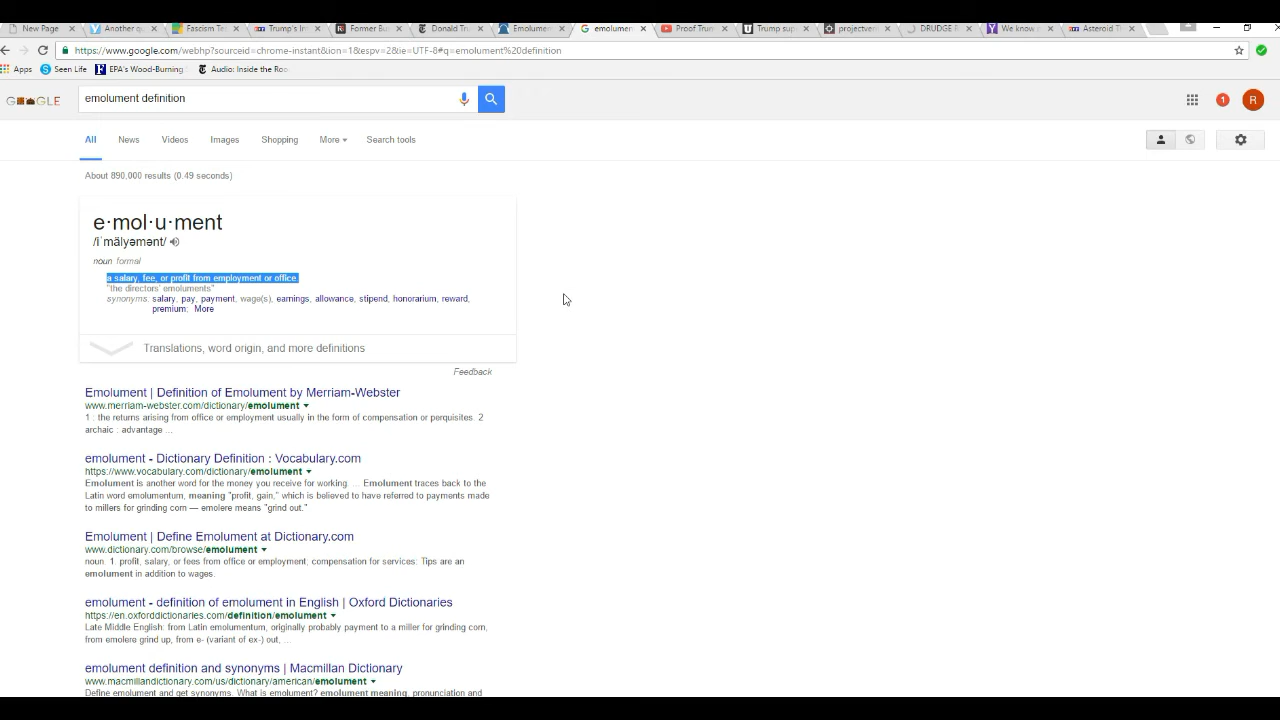 New Page
Another qu
Fascism Te
Trump's In
Former Bu
Donald Tru
Emolument
emolumen
Proof Trum
Trump sup
projectveri
DRUDGE R
We know
Asteroid Th
https://www.google.com/webhp?sourceid=chrome-instant&ion=1&espv=2&ie=UTF-8#q=emolument%20definition
Apps Seen Life EPA's Wood-Burning Audio: Inside the Ro
GOOGLE
emolument definition
1
R
All News Videos Images Shopping More Search tools
About 890,000 results (0.49 seconds)
e·mol·u·ment
/iˈmälyəmənt/
noun formal
a salary, fee, or profit from employment or office.
"the directors' emoluments"
synonyms: salary, pay, payment, wage(s), earnings, allowance, stipend, honorarium, reward,
premium; More
Translations, word origin, and more definitions
Feedback
Emolument | Definition of Emolument by Merriam-Webster
www.merriam-webster.com/dictionary/emolument
1 : the returns arising from office or employment usually in the form of compensation or perquisites. 2
archaic : advantage ...
emolument - Dictionary Definition : Vocabulary.com
https://www.vocabulary.com/dictionary/emolument
Emolument is another word for the money you receive for working. ... Emolument traces back to the
Latin word emolumentum, meaning "profit, gain," which is believed to have referred to payments made
to millers for grinding corn — emolere means "grind out."
Emolument | Define Emolument at Dictionary.com
www.dictionary.com/browse/emolument
noun. 1. profit, salary, or fees from office or employment; compensation for services: Tips are an
emolument in addition to wages.
emolument - definition of emolument in English | Oxford Dictionaries
https://en.oxforddictionaries.com/definition/emolument
Late Middle English: from Latin emolumentum, originally probably payment to a miller for grinding corn,
from emolere grind up, from e- (variant of ex-) out, ...
emolument definition and synonyms | Macmillan Dictionary
www.macmillandictionary.com/us/dictionary/american/emolument
Define emolument and get synonyms. What is emolument? emolument meaning, pronunciation and